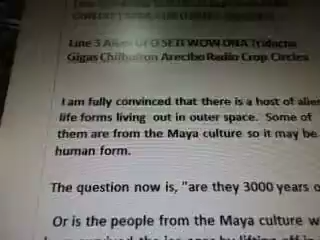 Line 3 Alien UFO SETI WOW DNA Tridacna
Gigas Chilbolton Arecibo Radio Crop Circles
I am fully convinced that there is a host of alien
life forms living out in outer space. Some of
them are from the Maya culture so it may be
human form.
The question now is, "are they 3000 years o
Or is the people from the Maya culture w